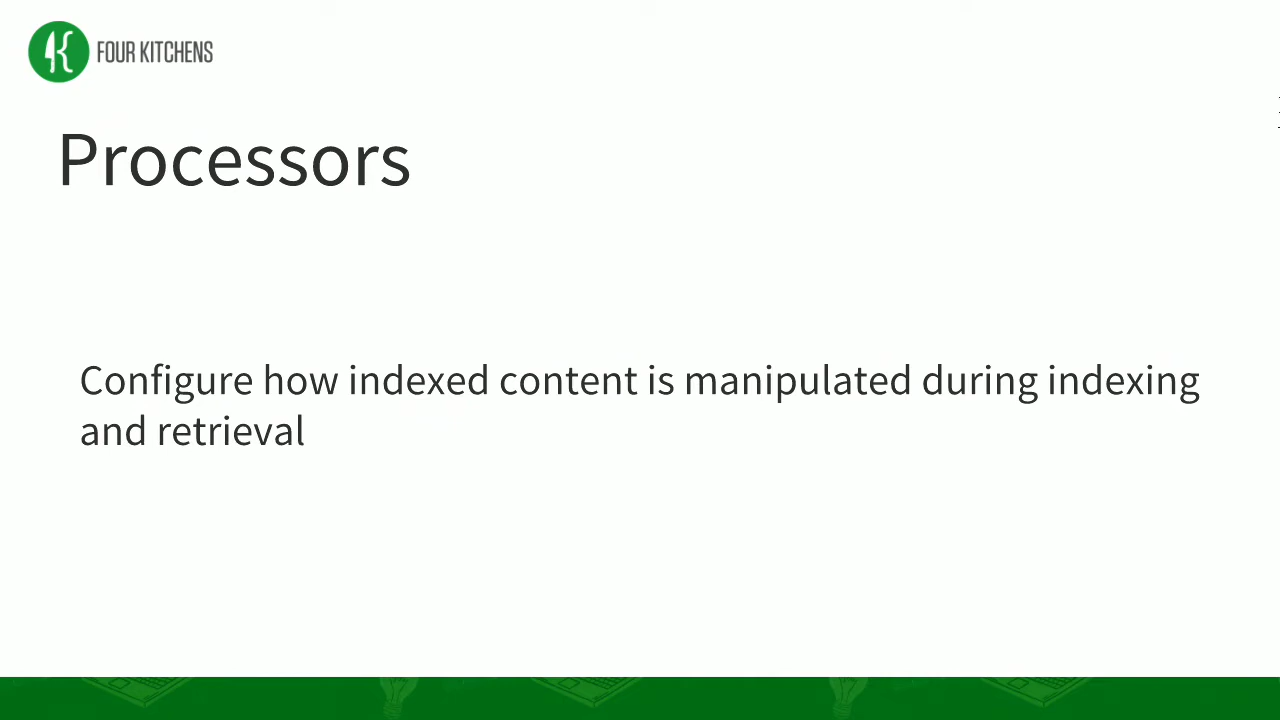 FOUR KITCHENS
Processors
Configure how indexed content is manipulated during indexing
and retrieval